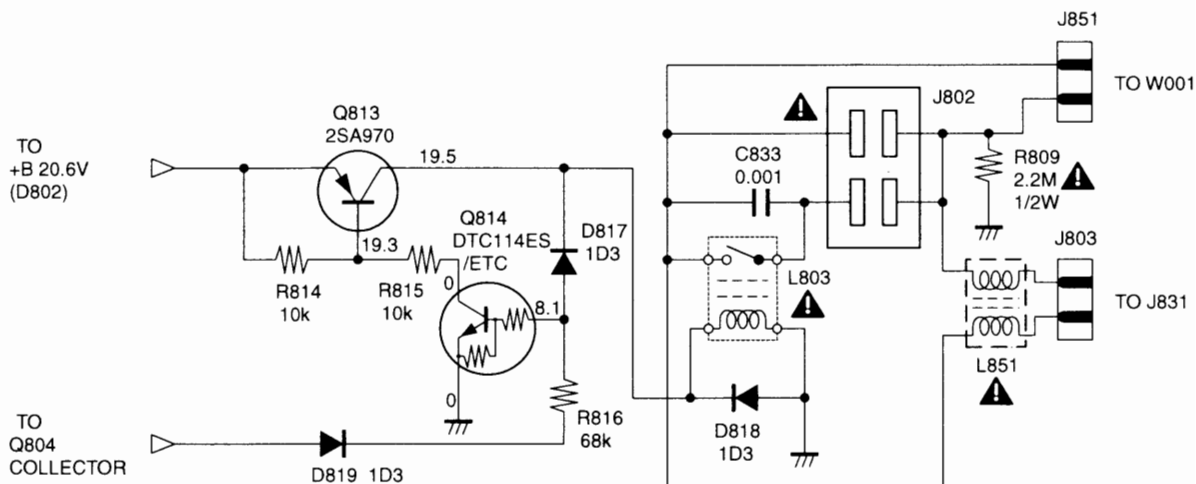 J851
TO W001
J802
Q813
2SA970
TO
+B 20.6V
(D802)
19.5
C833
0.001
R809
2.2M
1/2W
Q814
DTC114ES
/ETC
D817
1D3
19.3
J803
R814
10k
R815
10k
0
8.1
L803
TO J831
L851
0
R816
68k
TO
Q804
COLLECTOR
D818
1D3
D819 1D3